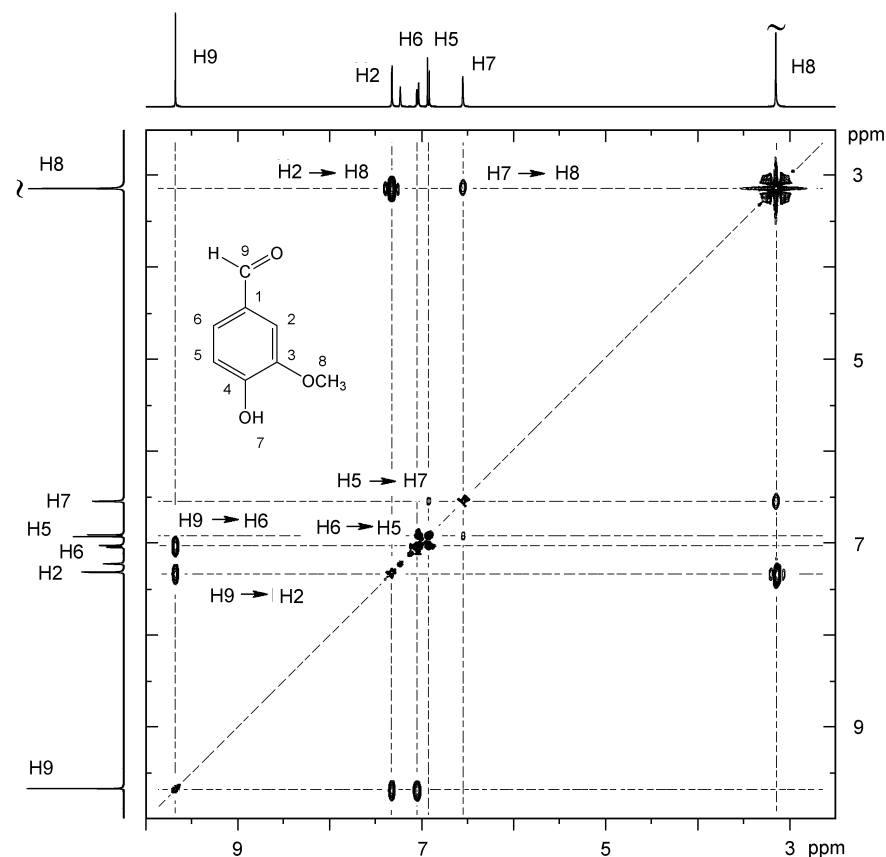 H9
H6 H5
H2
H7
H8
ppm
H8
H2 → H8
H7 → H8
3
H 9 O
C
1
6 2
5 3 8
4 OCH3
OH
7
5
H5 → H7
H7
H9 → H6
H6 → H5
H5
H6
7
H2
H9 → H2
9
H9
9 7 5 3 ppm